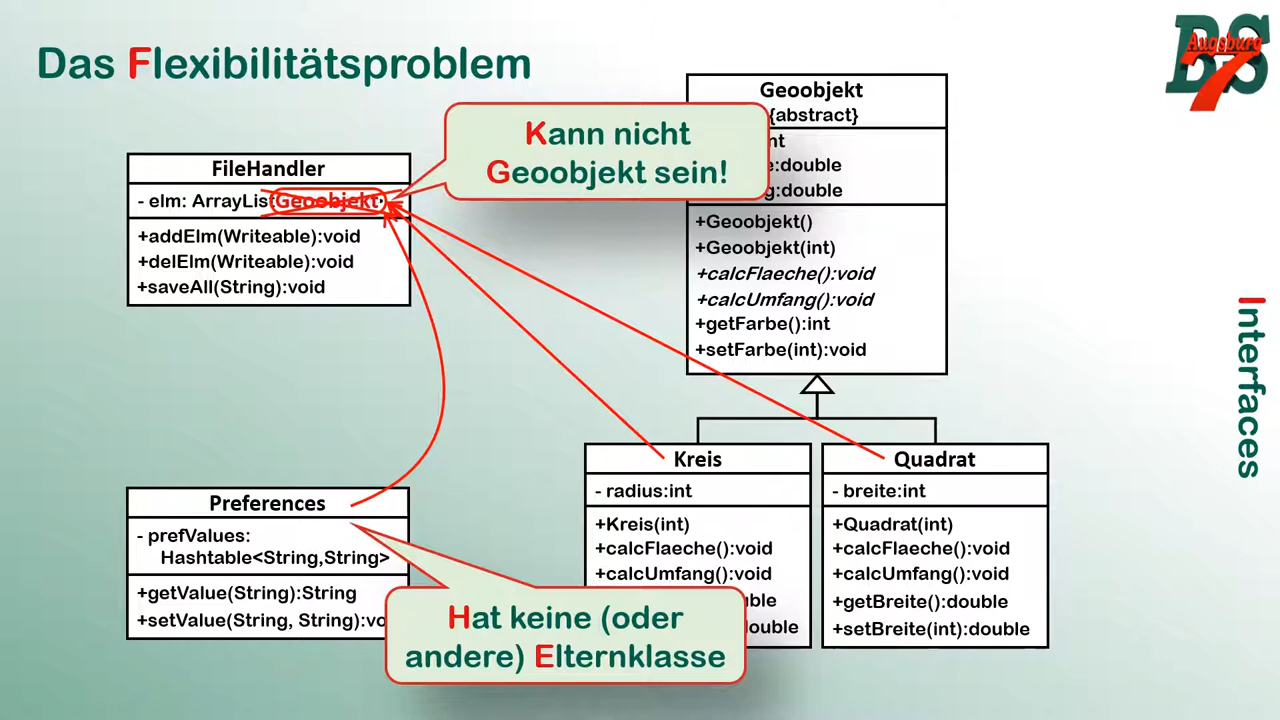 Das Flexibilitätsproblem
BS
Augsburg
7
Geoobjekt
{abstract}
Kann nicht
Geoobjekt sein!
nt
e:double
g:double
+Geoobjekt()
+Geoobjekt(int)
+calcFlaeche():void
+calcUmfang():void
+getFarbe():int
+setFarbe(int):void
FileHandler
- elm: ArrayList Geoobjekt
+addElm(Writeable):void
+delElm(Writeable):void
+saveAll(String):void
Interfaces
Kreis
- radius:int
+Kreis(int)
+calcFlaeche():void
+calcUmfang():void
uble
double
Quadrat
- breite:int
+Quadrat(int)
+calcFlaeche():void
+calcUmfang():void
+getBreite():double
+setBreite(int):double
Preferences
- prefValues:
Hashtable<String,String>
+getValue(String):String
+setValue(String, String):vo
Hat keine (oder
andere) Elternklasse